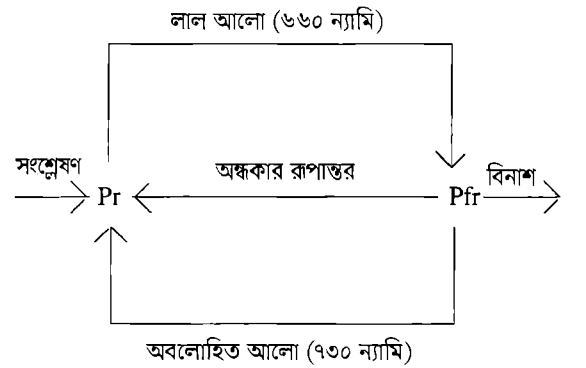 লাল আলো (৬৬০ ন্যামি)
সংশ্লেষণ
Pr
অন্ধকার রূপান্তর
Pfr
বিনাশ
অবলোহিত আলো (৭৩০ ন্যামি)